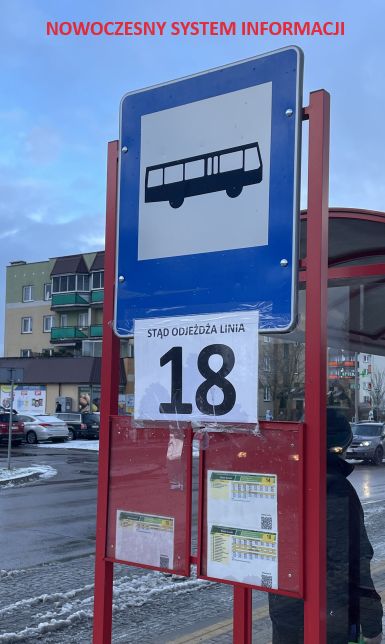 NOWOCZESNY SYSTEM INFORMACJI
STĄD ODJEŻDŻA LINIA
18